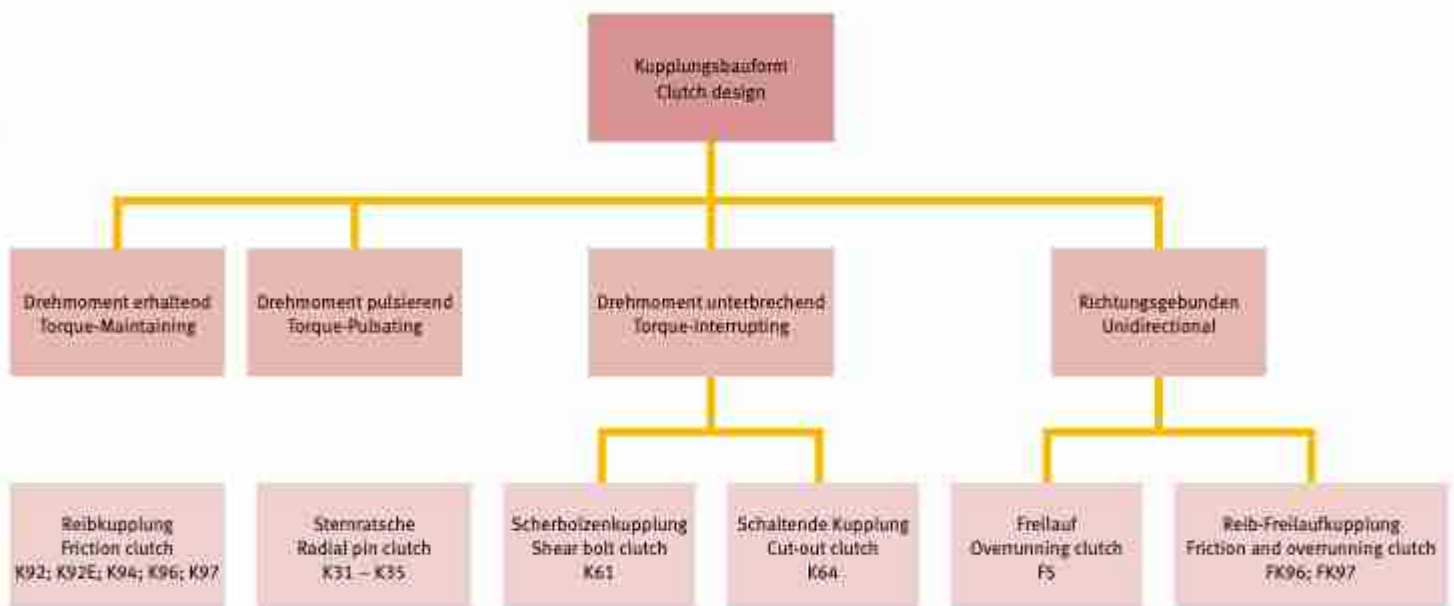 Kupplungsbauform
Clutch design
Drehmoment erhaltend
Torque-Maintaining
Drehmoment pulsierend
Torque-Pulsating
Drehmoment unterbrechend
Torque-Interrupting
Richtungsgebunden
Unidirectional
Reibkupplung
Friction clutch
K92; K92E; K94; K96; K97
Sternratsche
Radial pin clutch
K31 – K35
Scherbolzenkupplung
Shear bolt clutch
K61
Schaltende Kupplung
Cut-out clutch
K64
Freilauf
Overrunning clutch
F5
Reib-Freilaufkupplung
Friction and overrunning clutch
FK96; FK97